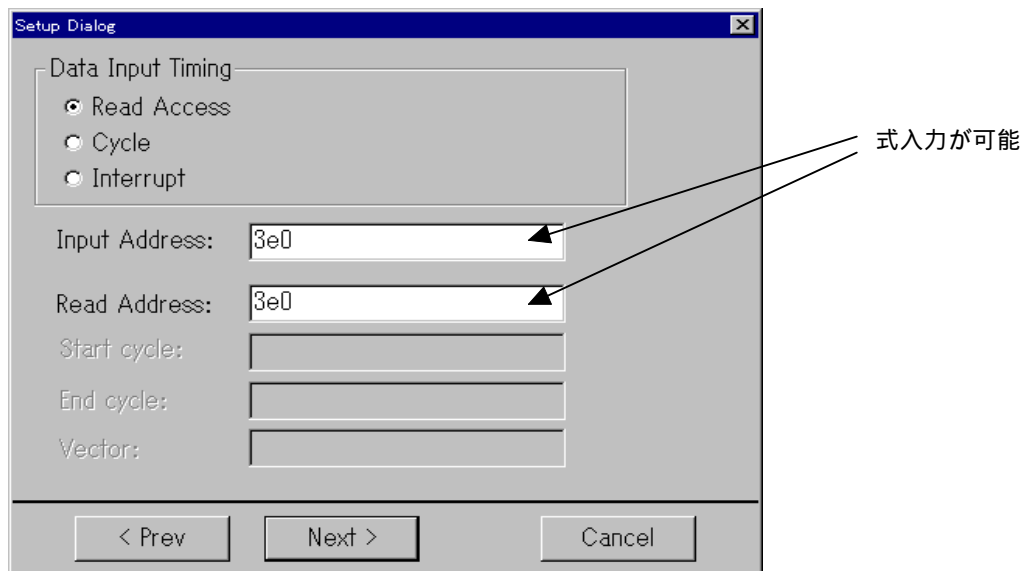 Setup Dialog
Data Input Timing
Read Access
Cycle
Interrupt
式入力が可能
Input Address: 3e0
Read Address: 3e0
Start cycle:
End cycle:
Vector:
< Prev Next > Cancel